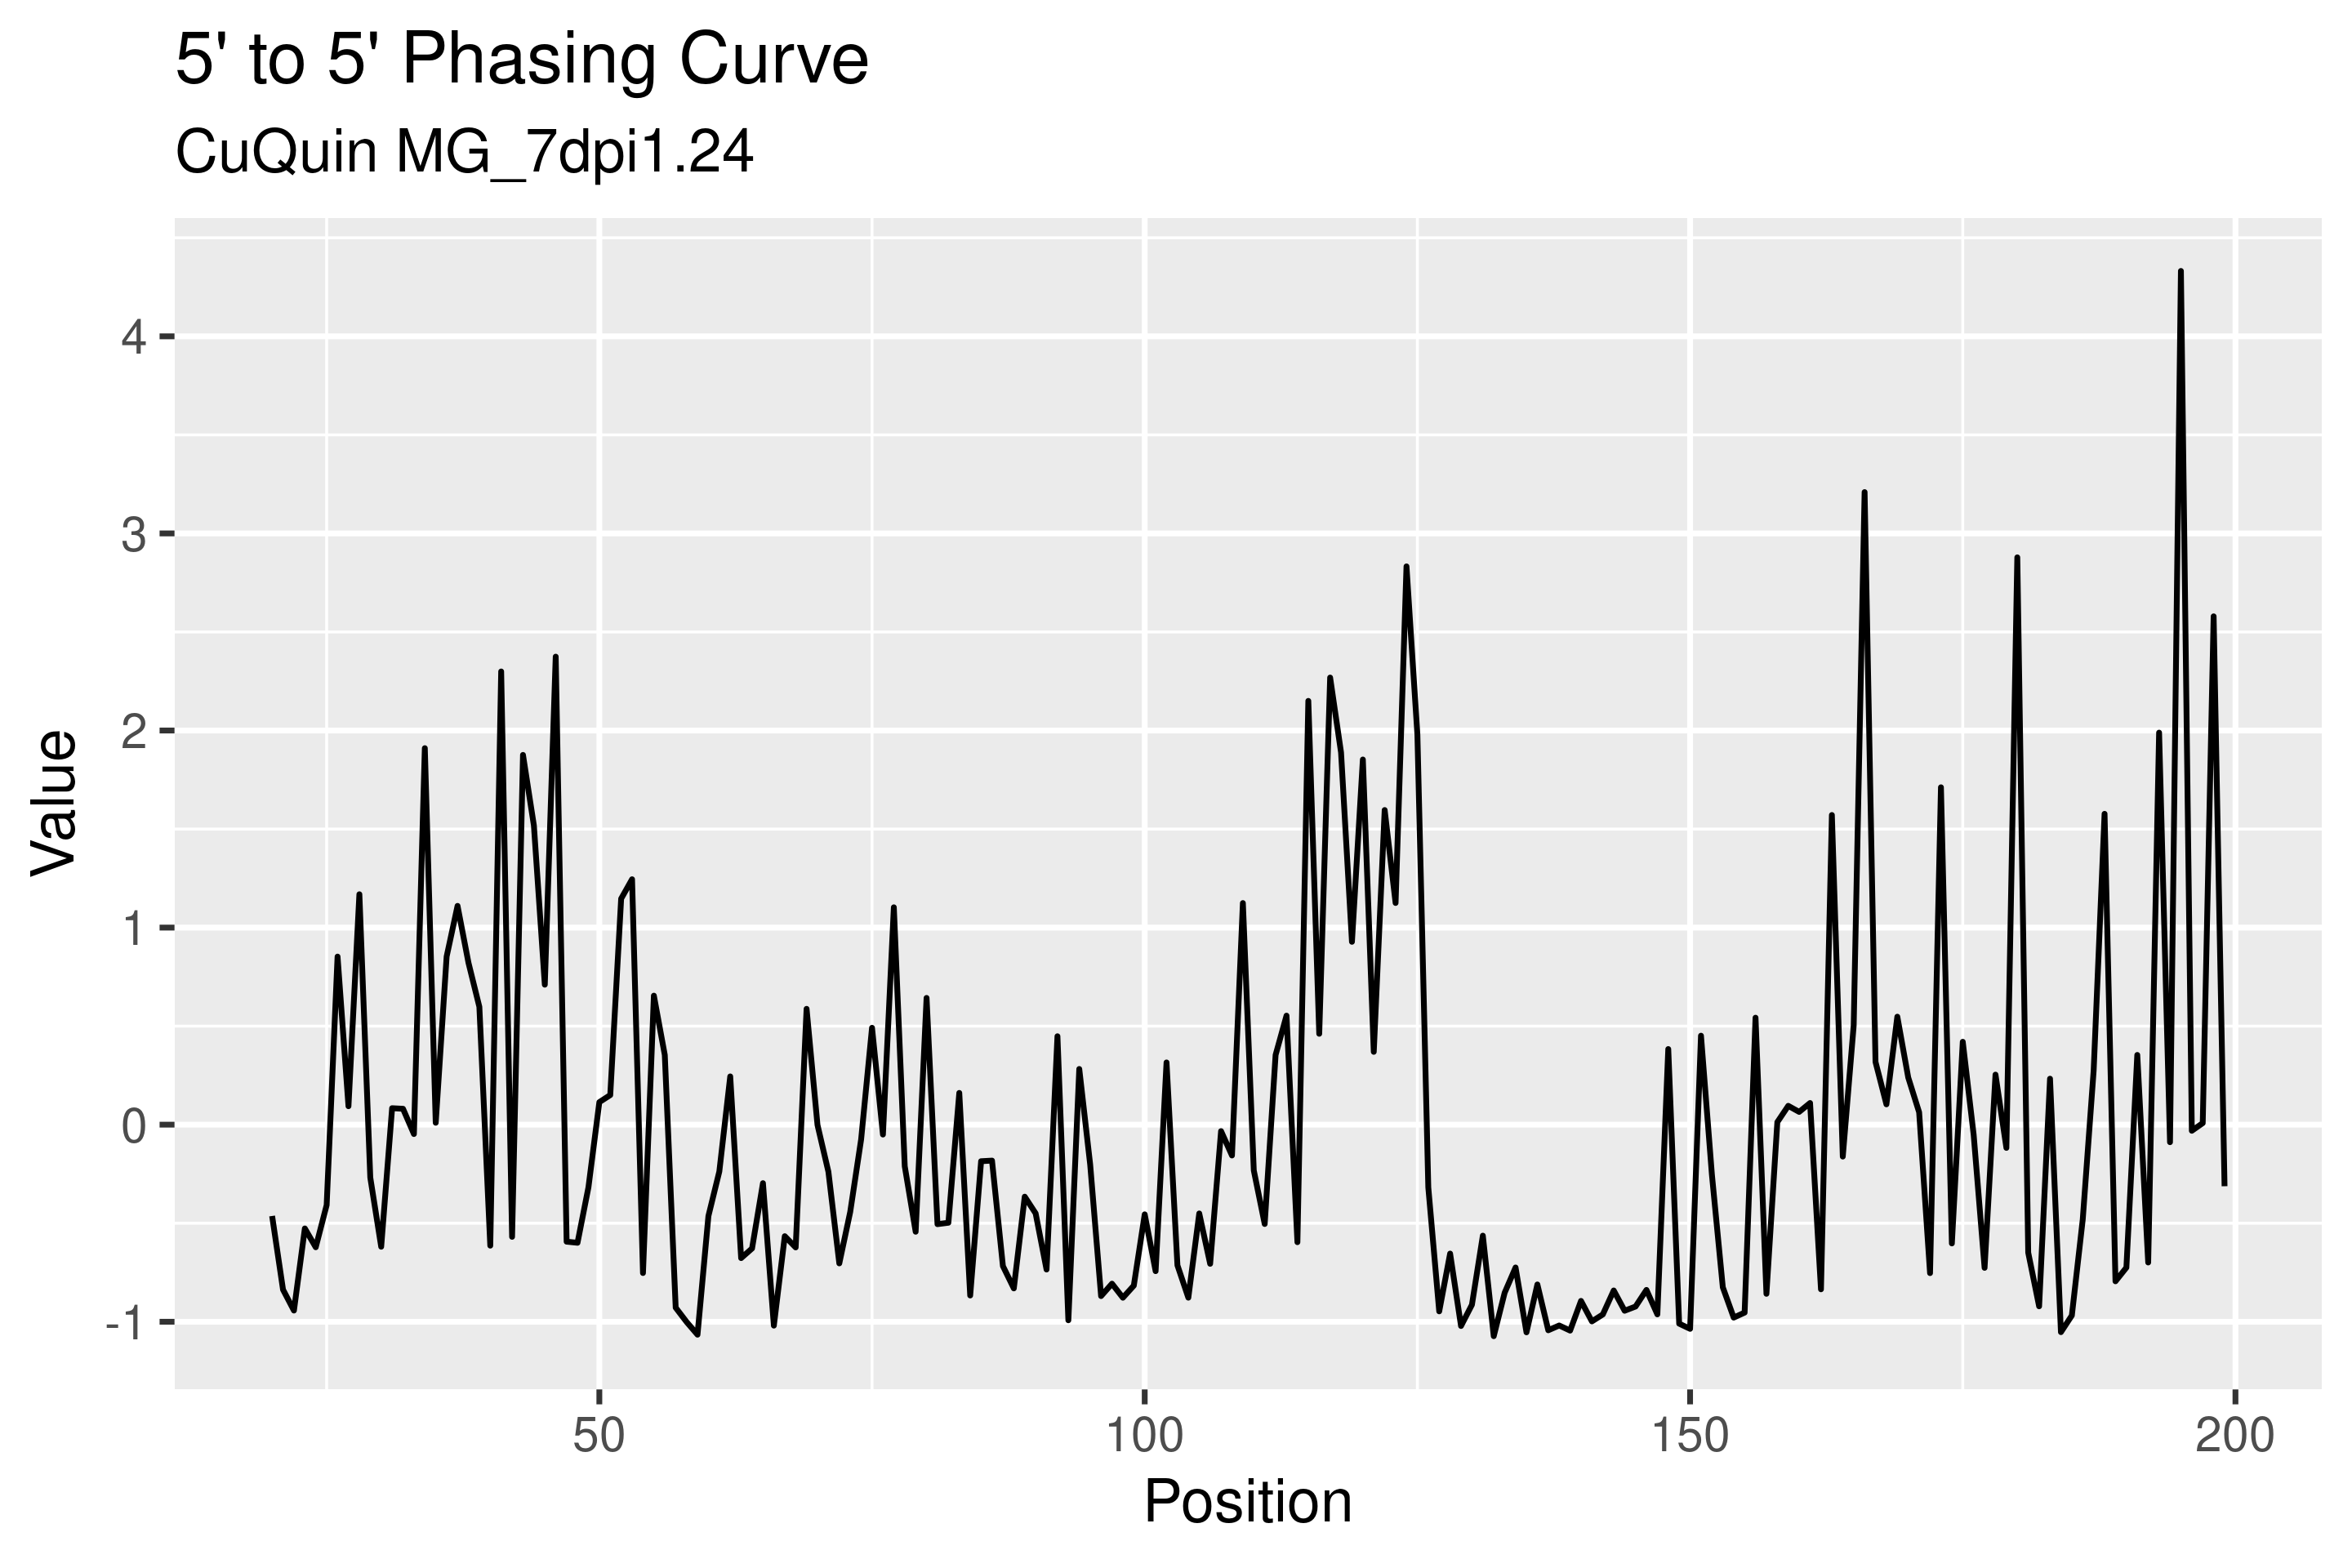 5' to 5' Phasing Curve
CuQuin MG_7dpi1.24
4
3
2
1
0
-1
Value
50 100 150 200
Position